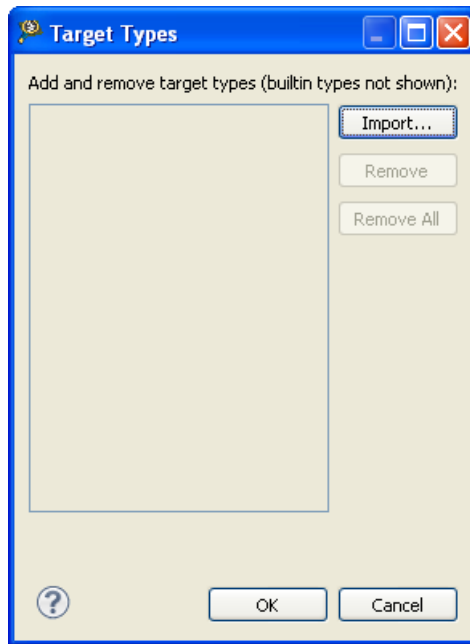 Target Types
Add and remove target types (builtin types not shown):
Import...
Remove
Remove All
?
OK
Cancel